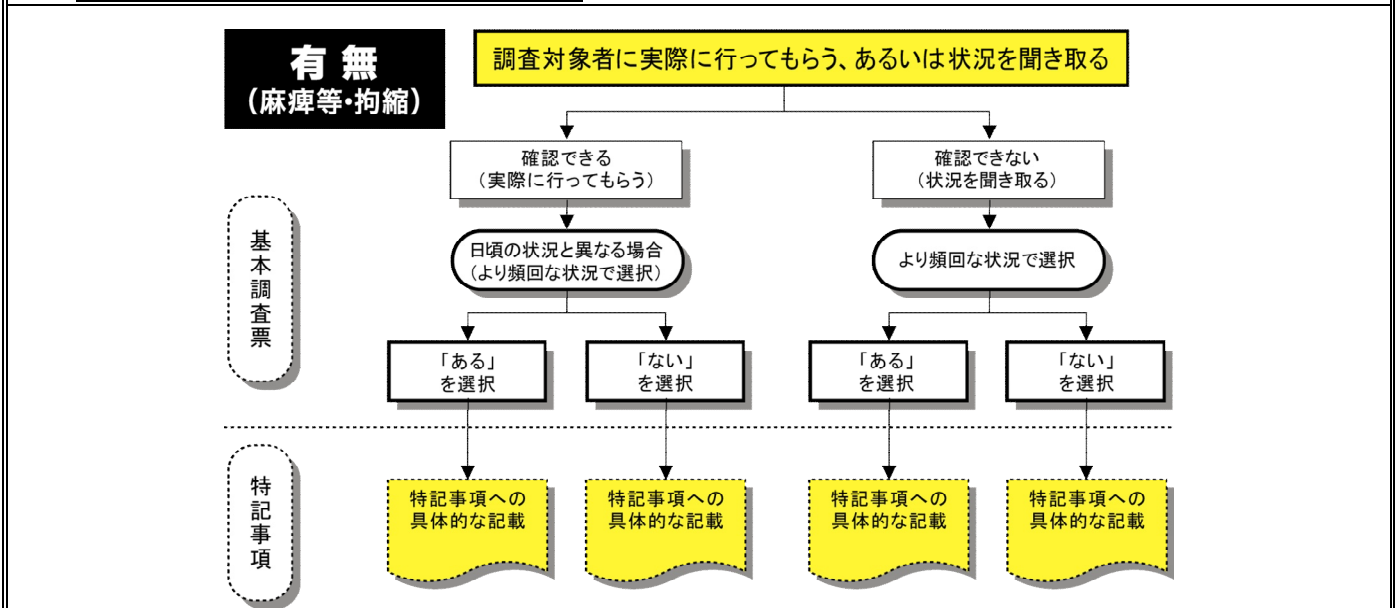 有無
（麻痺等・拘縮）
調査対象者に実際に行ってもらう、あるいは状況を聞き取る
確認できる
（実際に行ってもらう）
確認できない
（状況を聞き取る）
基本調査票
日頃の状況と異なる場合
（より頻回な状況で選択）
より頻回な状況で選択
「ある」
を選択
「ない」
を選択
「ある」
を選択
「ない」
を選択
特記事項
特記事項への
具体的な記載
特記事項への
具体的な記載
特記事項への
具体的な記載
特記事項への
具体的な記載